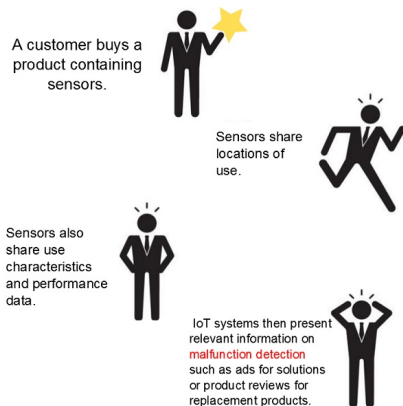 A customer buys a
product containing
sensors.
Sensors share
locations of
use.
Sensors also
share use
characteristics
and performance
data.
IoT systems then present
relevant information on
malfunction detection
such as ads for solutions
or product reviews for
replacement products.